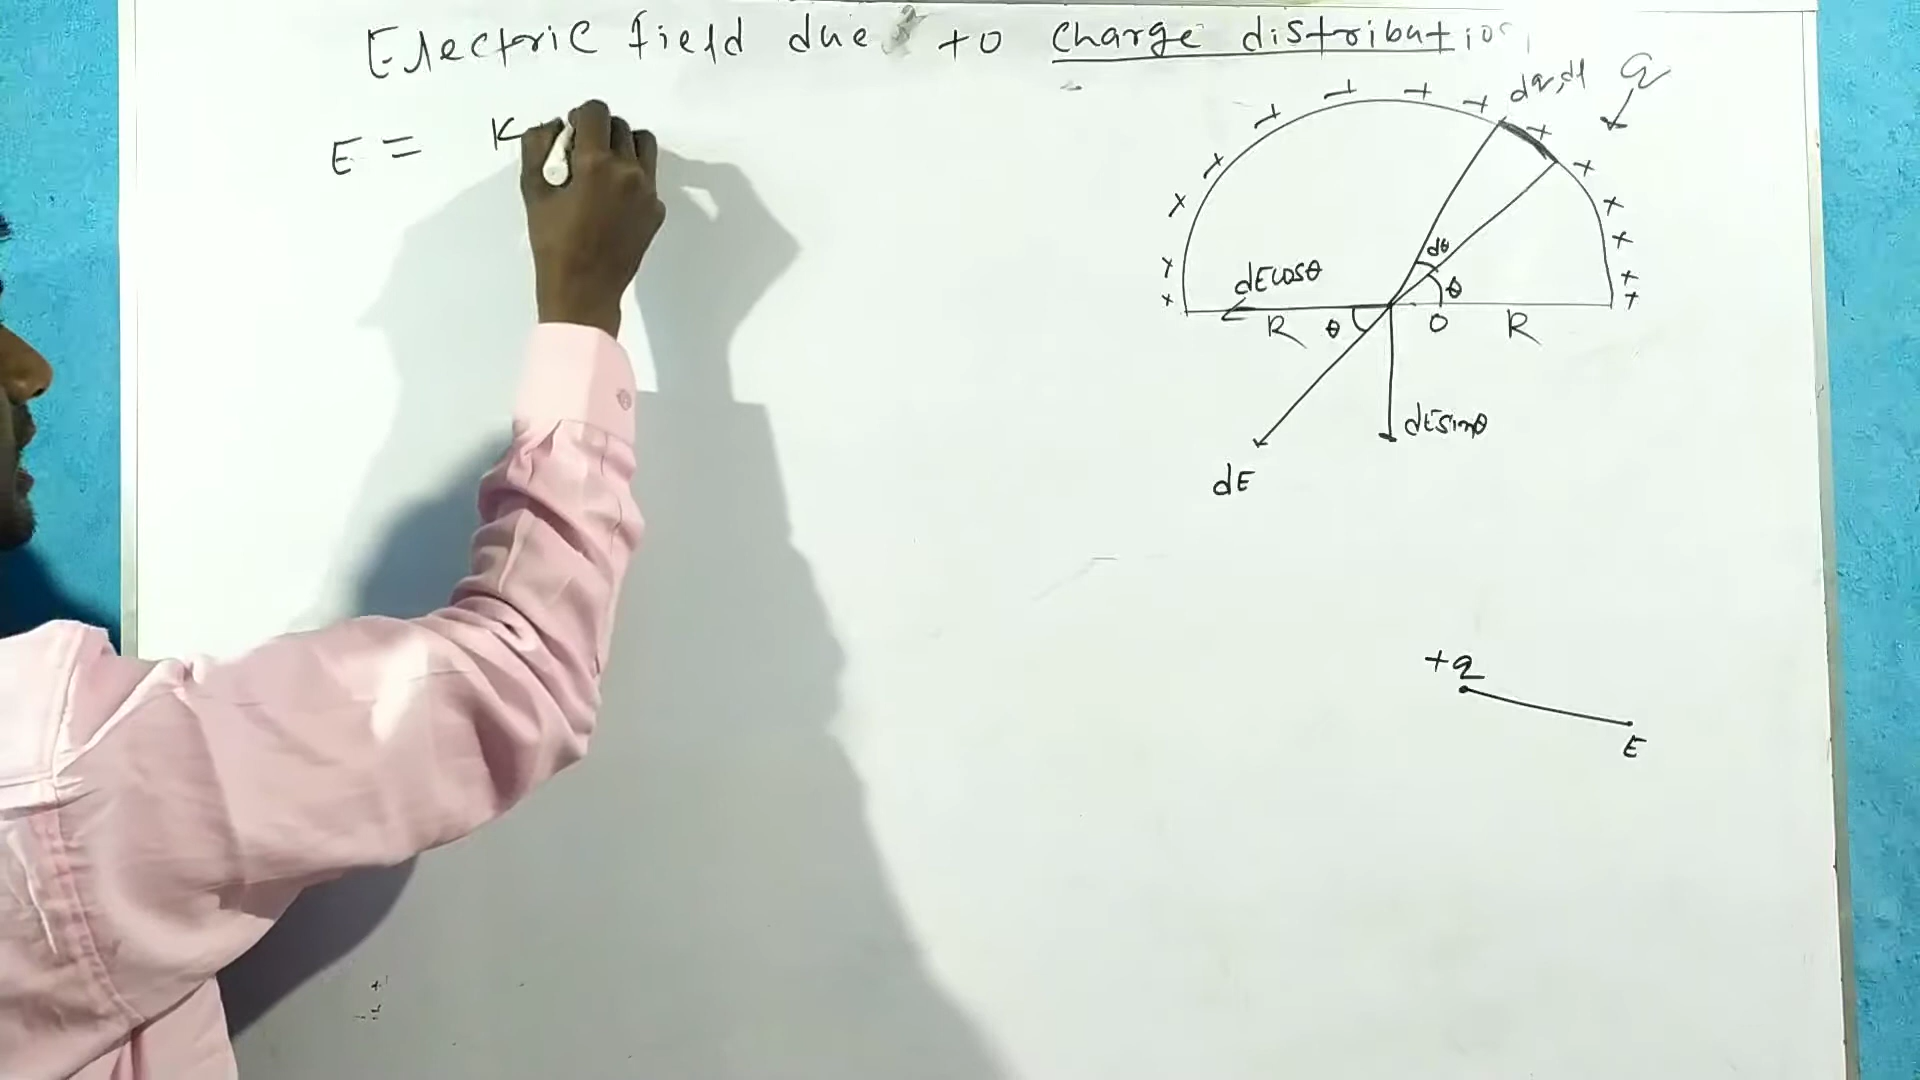 Electric field due to charge distribution
E = K
dq, dl
q
dθ
dEcosθ
θ
R
θ
O
R
dEsinθ
dE
+q
E